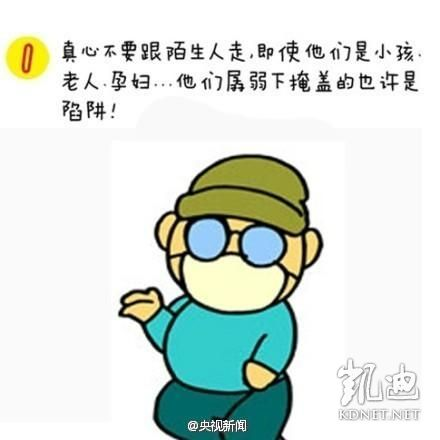 0 真心不要跟陌生人走,即使他们是小孩.
老人.孕妇...他们孱弱下掩盖的也许是
陷阱!
凯迪
KDNET.NET
@央视新闻